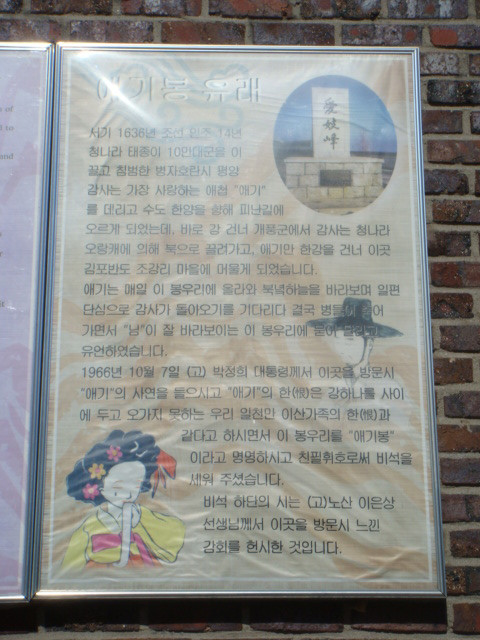 애기봉 유래
愛妓峰
서기 1636년 조선 인조 14년
청나라 태종이 10만대군을 이
끌고 침범한 병자호란시 평양
감사는 가장 사랑하는 애첩 "애기"
를 데리고 수도 한양을 향해 피난길에
오르게 되었는데, 바로 강 건너 개풍군에서 감사는 청나라
오랑캐에 의해 북으로 끌려가고, 애기만 한강을 건너 이곳
김포반도 조강리 마을에 머물게 되었습니다.
애기는 매일 이 봉우리에 올라와 북녘하늘을 바라보며 일편
단심으로 감사가 돌아오기를 기다리다 결국 병들어 죽어
가면서 "님"이 잘 바라보이는 이 봉우리에 묻어 달라고
유언하였습니다.
1966년 10월 7일 (고) 박정희 대통령께서 이곳을 방문시
"애기"의 사연을 들으시고 "애기"의 한(恨)은 강하나를 사이
에 두고 오가지 못하는 우리 일천만 이산가족의 한(恨)과
같다고 하시면서 이 봉우리를 "애기봉"
이라고 명명하시고 친필휘호로써 비석을
세워 주셨습니다.
비석 하단의 시는 (고)노산 이은상
선생님께서 이곳을 방문시 느낀
감회를 헌시한 것입니다.